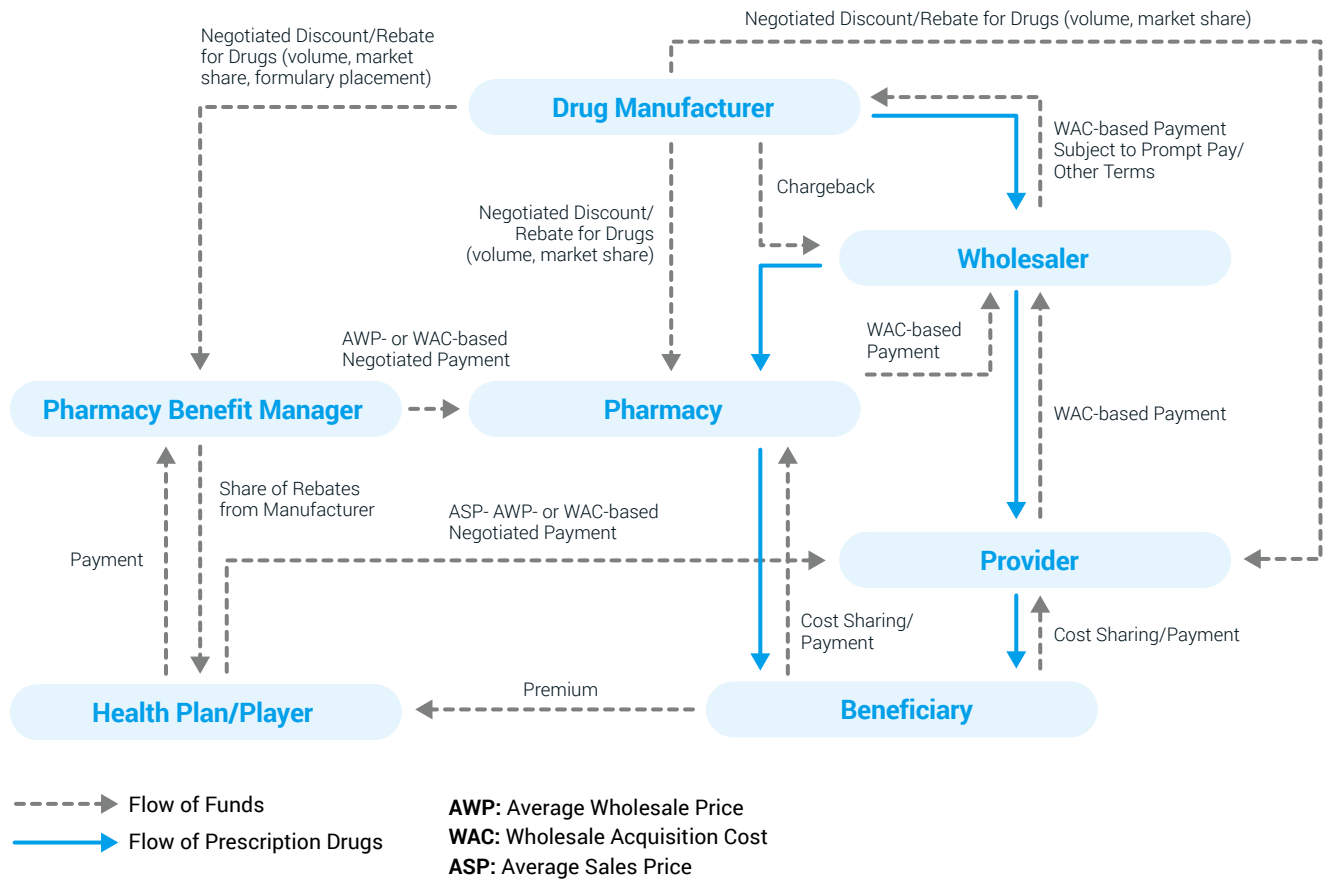 Negotiated Discount/Rebate for Drugs (volume, market share)
Negotiated Discount/Rebate
for Drugs (volume, market
share, formulary placement)
Drug Manufacturer
WAC-based Payment
Subject to Prompt Pay/
Other Terms
Chargeback
Negotiated Discount/
Rebate for Drugs
(volume, market share)
Wholesaler
AWP- or WAC-based
Negotiated Payment
WAC-based
Payment
Pharmacy Benefit Manager
Pharmacy
WAC-based Payment
Share of Rebates
from Manufacturer
ASP- AWP- or WAC-based
Negotiated Payment
Payment
Provider
Cost Sharing/
Payment
Cost Sharing/Payment
Premium
Health Plan/Player
Beneficiary
Flow of Funds
Flow of Prescription Drugs
AWP: Average Wholesale Price
WAC: Wholesale Acquisition Cost
ASP: Average Sales Price